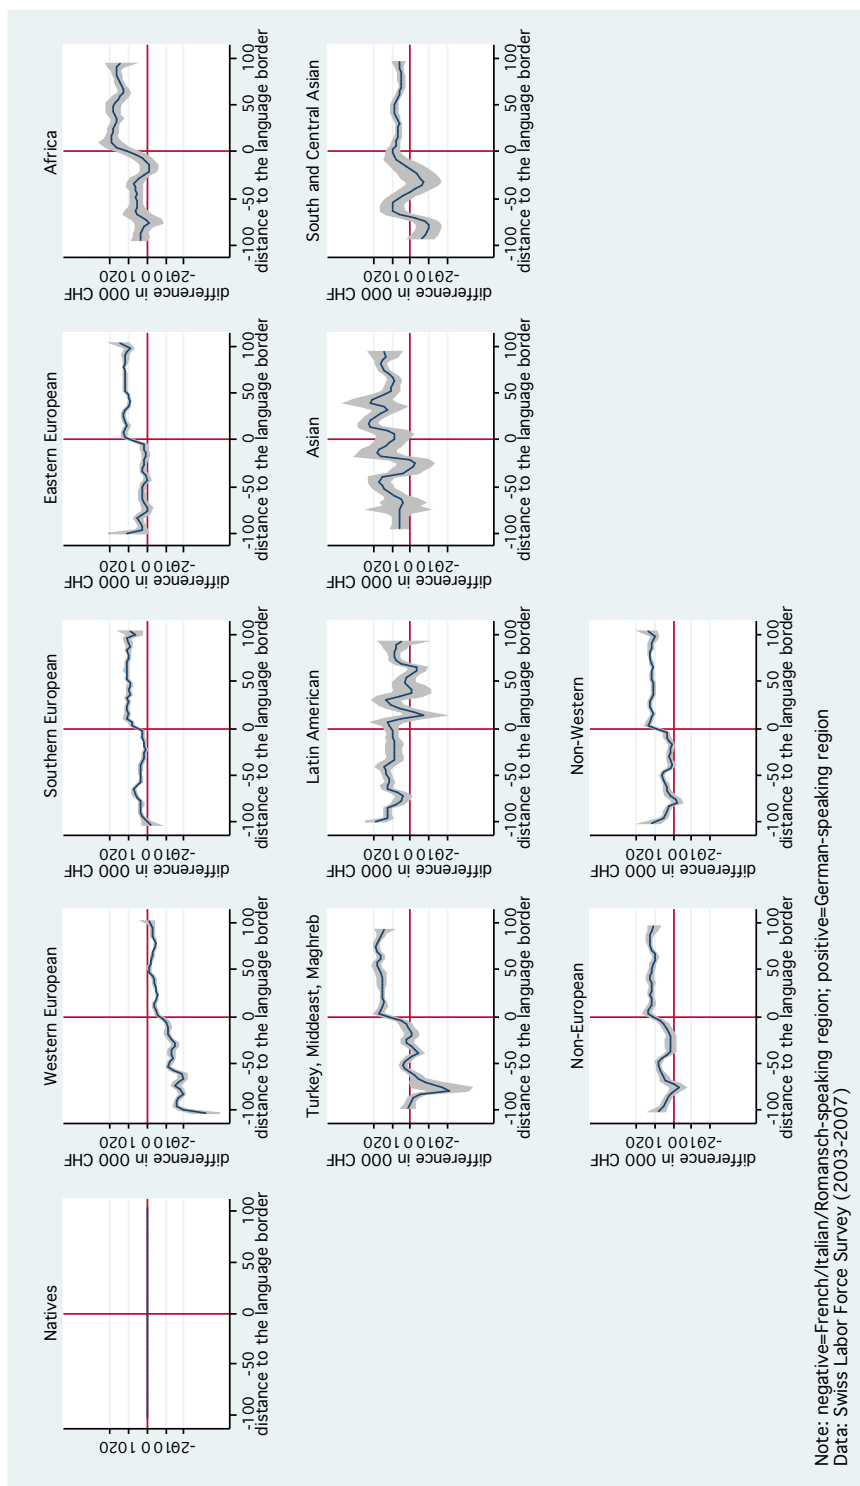 Natives
difference in 000 CHF
-20 -10 0 10 20
-100 -50 0 50 100
distance to the language border
Western European
difference in 000 CHF
-20 -10 0 10 20
-100 -50 0 50 100
distance to the language border
Southern European
difference in 000 CHF
-20 -10 0 10 20
-100 -50 0 50 100
distance to the language border
Eastern European
difference in 000 CHF
-20 -10 0 10 20
-100 -50 0 50 100
distance to the language border
Africa
difference in 000 CHF
-20 -10 0 10 20
-100 -50 0 50 100
distance to the language border
Turkey, Middeast, Maghreb
difference in 000 CHF
-20 -10 0 10 20
-100 -50 0 50 100
distance to the language border
Latin American
difference in 000 CHF
-20 -10 0 10 20
-100 -50 0 50 100
distance to the language border
Asian
difference in 000 CHF
-20 -10 0 10 20
-100 -50 0 50 100
distance to the language border
South and Central Asian
difference in 000 CHF
-20 -10 0 10 20
-100 -50 0 50 100
distance to the language border
Non-European
difference in 000 CHF
-20 -10 0 10 20
-100 -50 0 50 100
distance to the language border
Non-Western
difference in 000 CHF
-20 -10 0 10 20
-100 -50 0 50 100
distance to the language border
Note: negative=French/Italian/Romansch-speaking region; positive=German-speaking region
Data: Swiss Labor Force Survey (2003-2007)